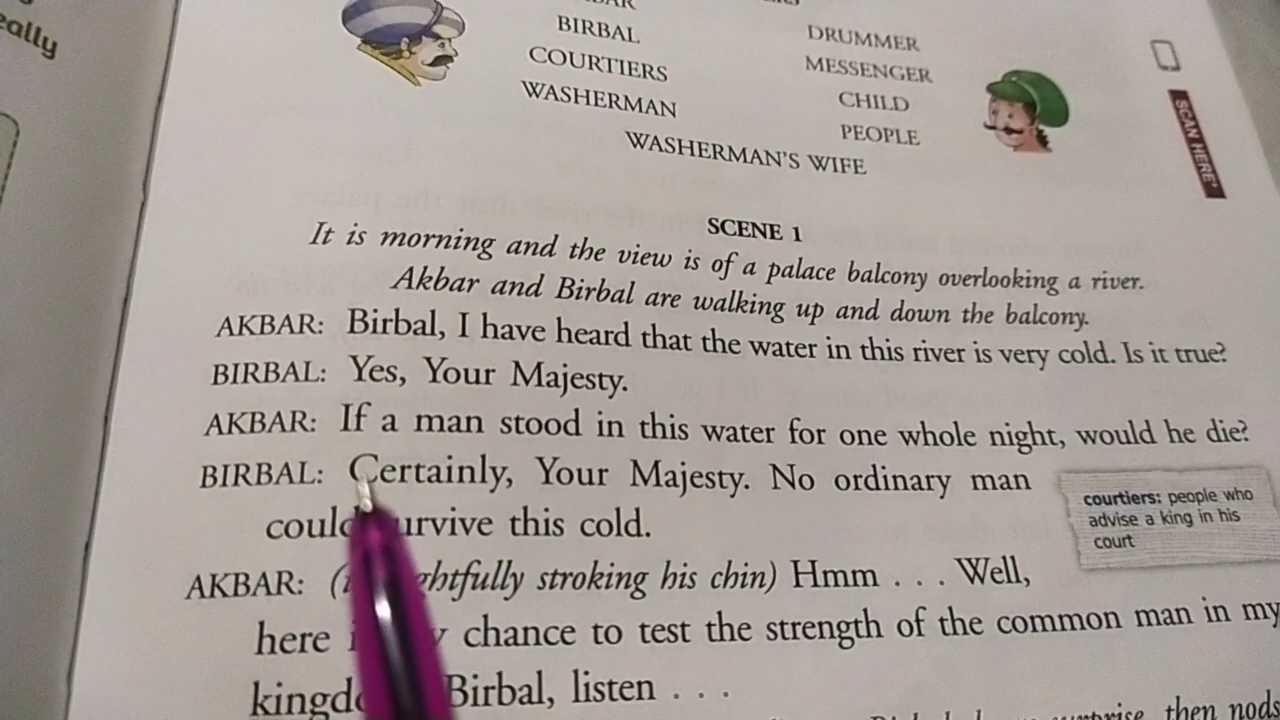 eally
BIRBAL
COURTIERS
WASHERMAN
DRUMMER
MESSENGER
CHILD
PEOPLE
WASHERMAN'S WIFE
SCAN HERE
SCENE 1
It is morning and the view is of a palace balcony overlooking a river.
Akbar and Birbal are walking up and down the balcony.
AKBAR: Birbal, I have heard that the water in this river is very cold. Is it true?
BIRBAL: Yes, Your Majesty.
AKBAR: If a man stood in this water for one whole night, would he die?
BIRBAL: Certainly, Your Majesty. No ordinary man
could survive this cold.
courtiers: people who
advise a king in his
court
AKBAR: stroking his chin) Hmm . . . Well,
here chance to test the strength of the common man in my
Birbal, listen . . .
then nods